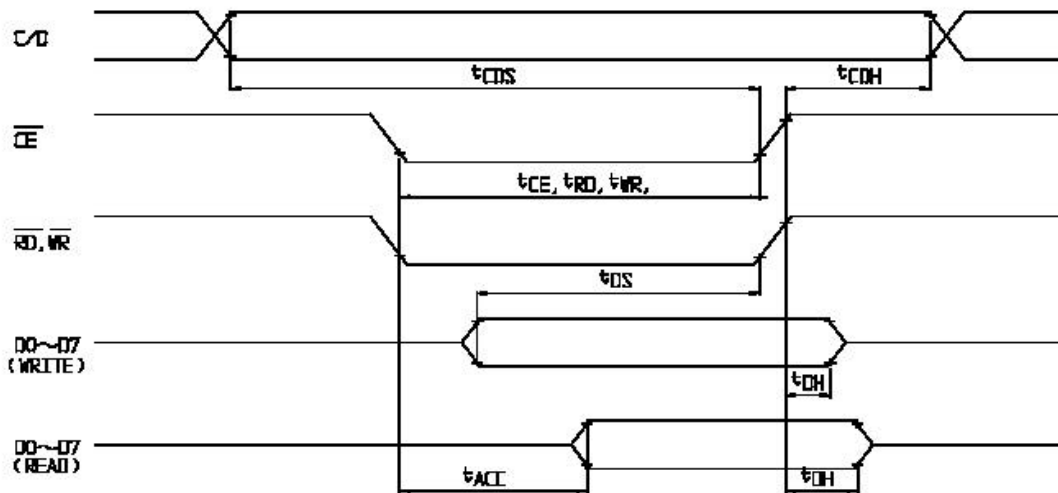 C/D
tCDS
tCDH
CE
tCE, tRD, tWR,
RD, WR
tDS
D0~D7
(WRITE)
tDH
D0~D7
(READ)
tACC
tOH